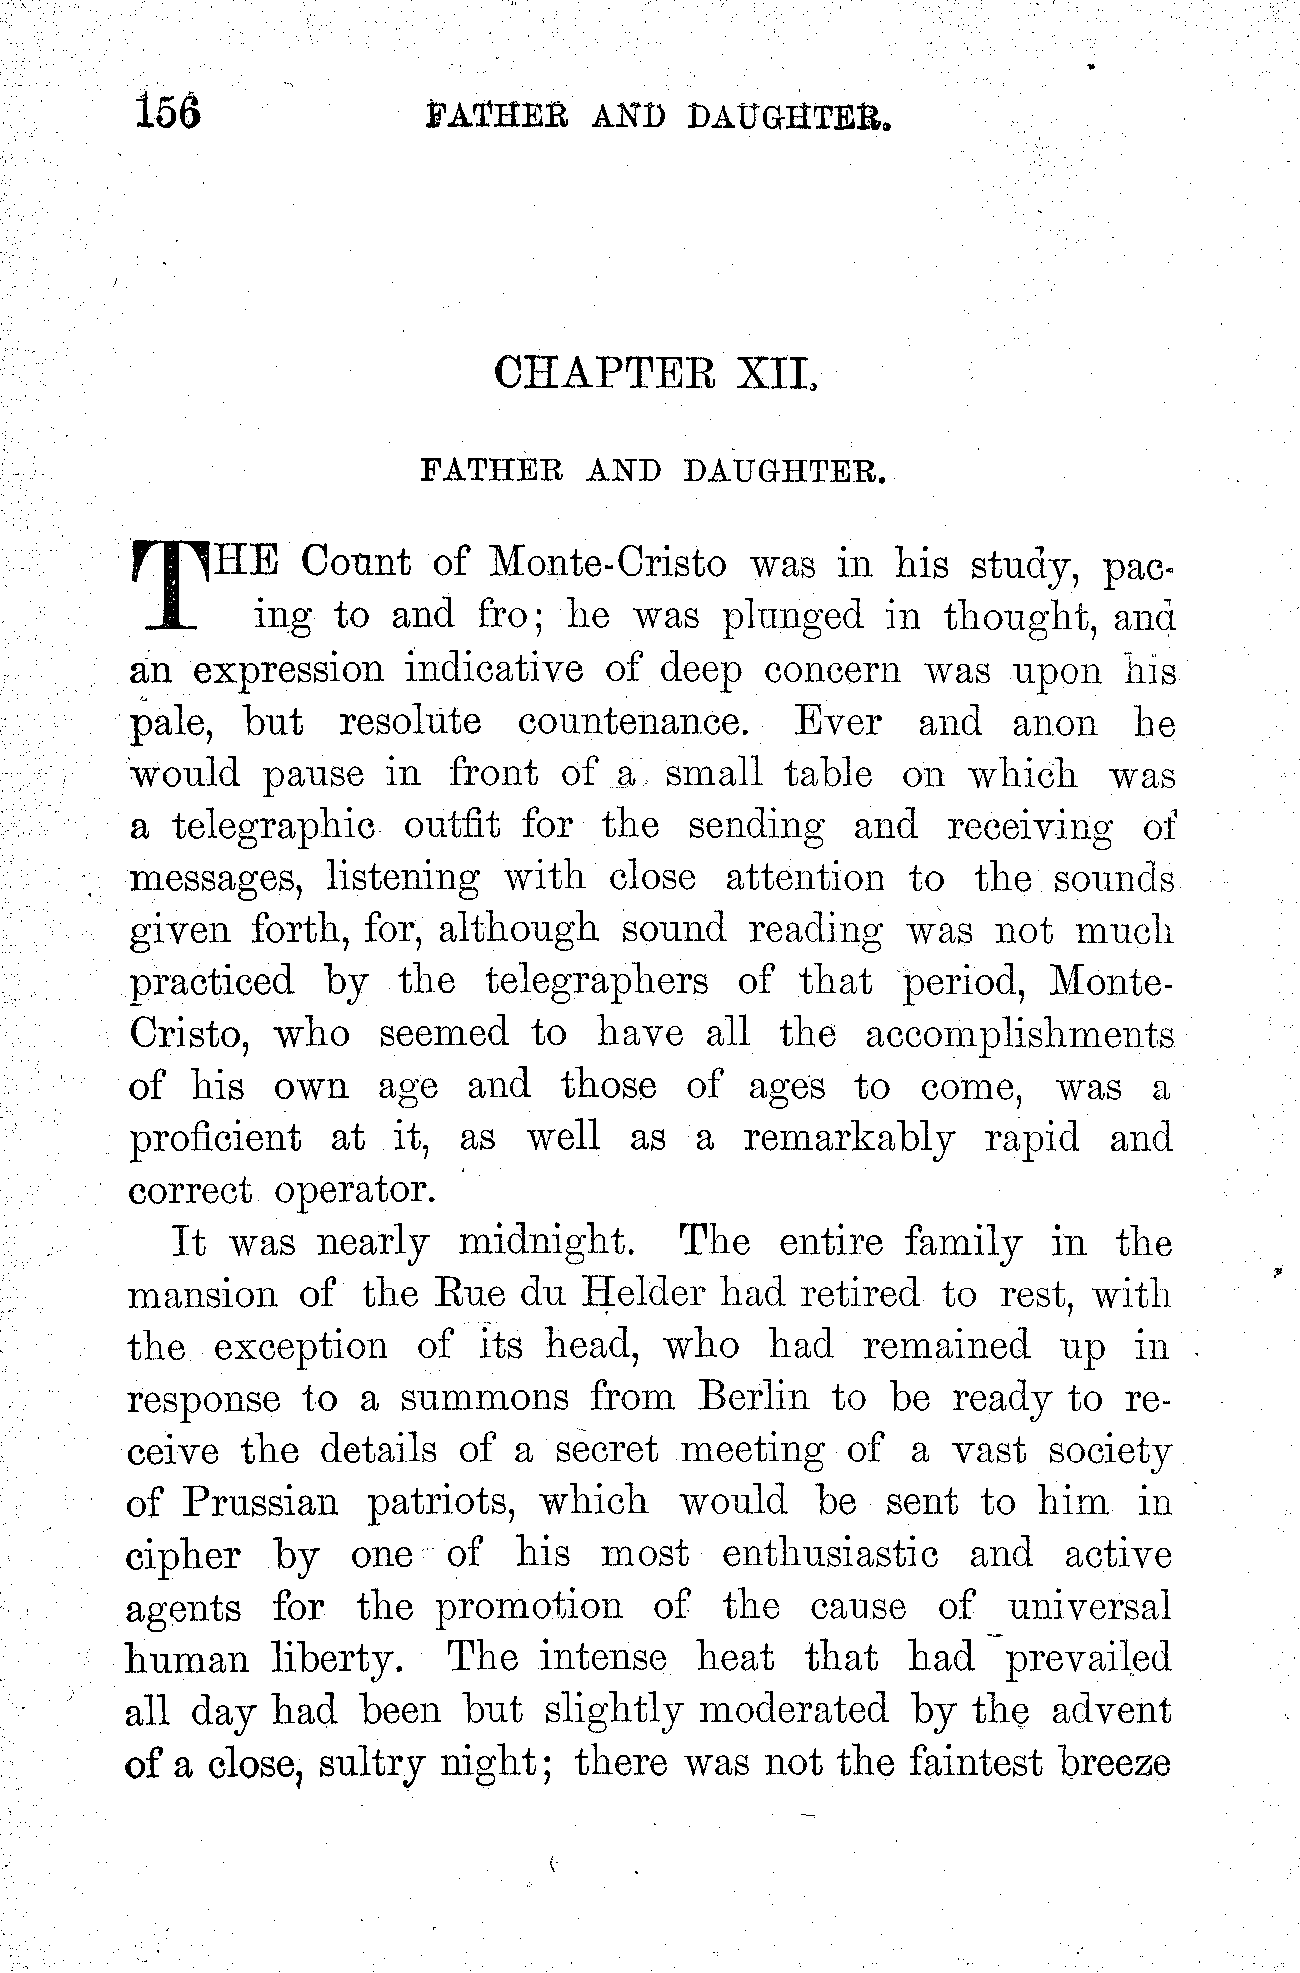 156 FATHER AND DAUGHTER.
CHAPTER XII.
FATHER AND DAUGHTER.
THE Count of Monte-Cristo was in his study, pac-
ing to and fro; he was plunged in thought, and
an expression indicative of deep concern was upon his
pale, but resolute countenance. Ever and anon he
would pause in front of a small table on which was
a telegraphic outfit for the sending and receiving of
messages, listening with close attention to the sounds
given forth, for, although sound reading was not much
practiced by the telegraphers of that period, Monte-
Cristo, who seemed to have all the accomplishments
of his own age and those of ages to come, was a
proficient at it, as well as a remarkably rapid and
correct operator.
It was nearly midnight. The entire family in the
mansion of the Rue du Helder had retired to rest, with
the exception of its head, who had remained up in
response to a summons from Berlin to be ready to re-
ceive the details of a secret meeting of a vast society
of Prussian patriots, which would be sent to him in
cipher by one of his most enthusiastic and active
agents for the promotion of the cause of universal
human liberty. The intense heat that had prevailed
all day had been but slightly moderated by the advent
of a close, sultry night; there was not the faintest breeze